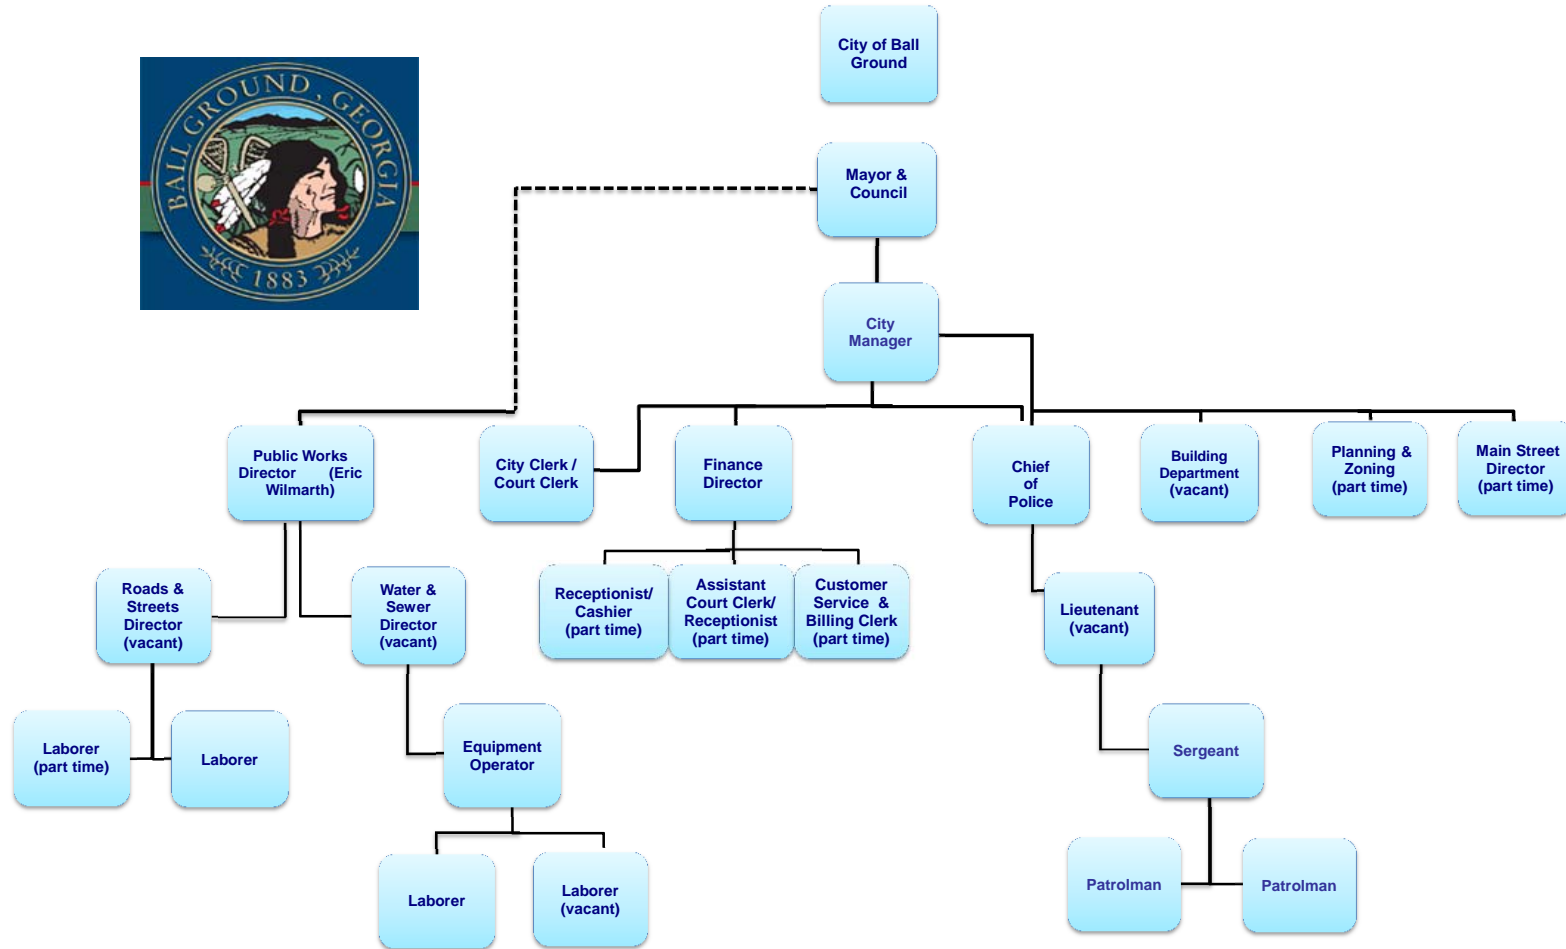 City of Ball
Ground
BALL GROUND, GEORGIA
1883
Mayor &
Council
City
Manager
Public Works
Director (Eric
Wilmarth)
City Clerk /
Court Clerk
Finance
Director
Chief
of
Police
Building
Department
(vacant)
Planning &
Zoning
(part time)
Main Street
Director
(part time)
Roads &
Streets
Director
(vacant)
Water &
Sewer
Director
(vacant)
Receptionist/
Cashier
(part time)
Assistant
Court Clerk/
Receptionist
(part time)
Customer
Service &
Billing Clerk
(part time)
Lieutenant
(vacant)
Laborer
(part time)
Laborer
Equipment
Operator
Sergeant
Laborer
Laborer
(vacant)
Patrolman
Patrolman